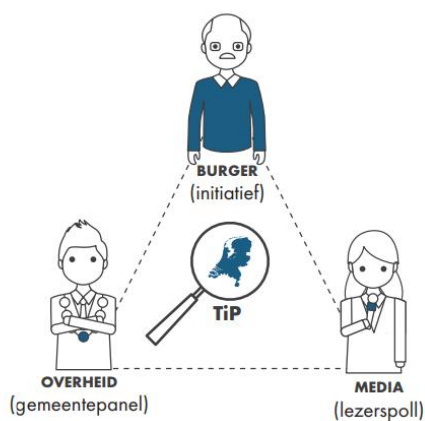 BURGER
(initiatief)
TiP
OVERHEID
(gemeentepanel)
MEDIA
(lezerspoll)